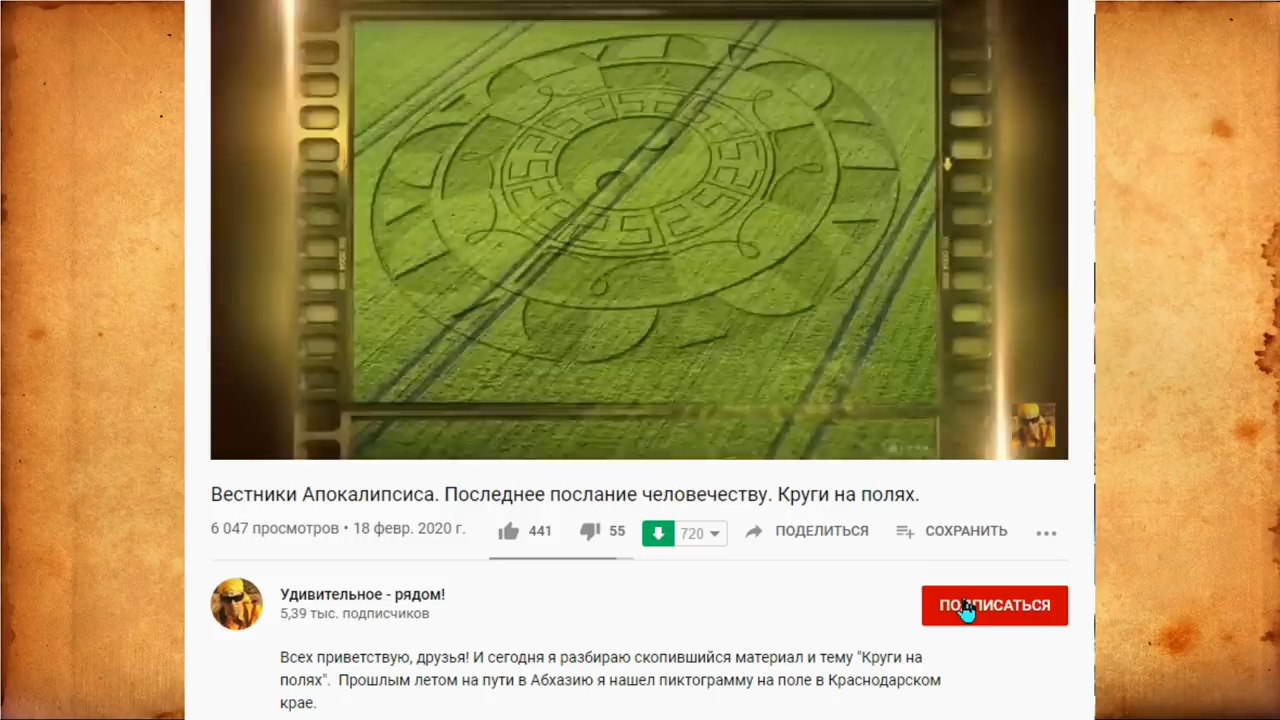 Вестники Апокалипсиса. Последнее послание человечеству. Круги на полях.
6 047 просмотров • 18 февр. 2020 г.
441
55
720
ПОДЕЛИТЬСЯ
СОХРАНИТЬ
Удивительное - рядом!
5,39 тыс. подписчиков
ПОДПИСАТЬСЯ
Всех приветствую, друзья! И сегодня я разбираю скопившийся материал и тему "Круги на
полях". Прошлым летом на пути в Абхазию я нашел пиктограмму на поле в Краснодарском
крае.